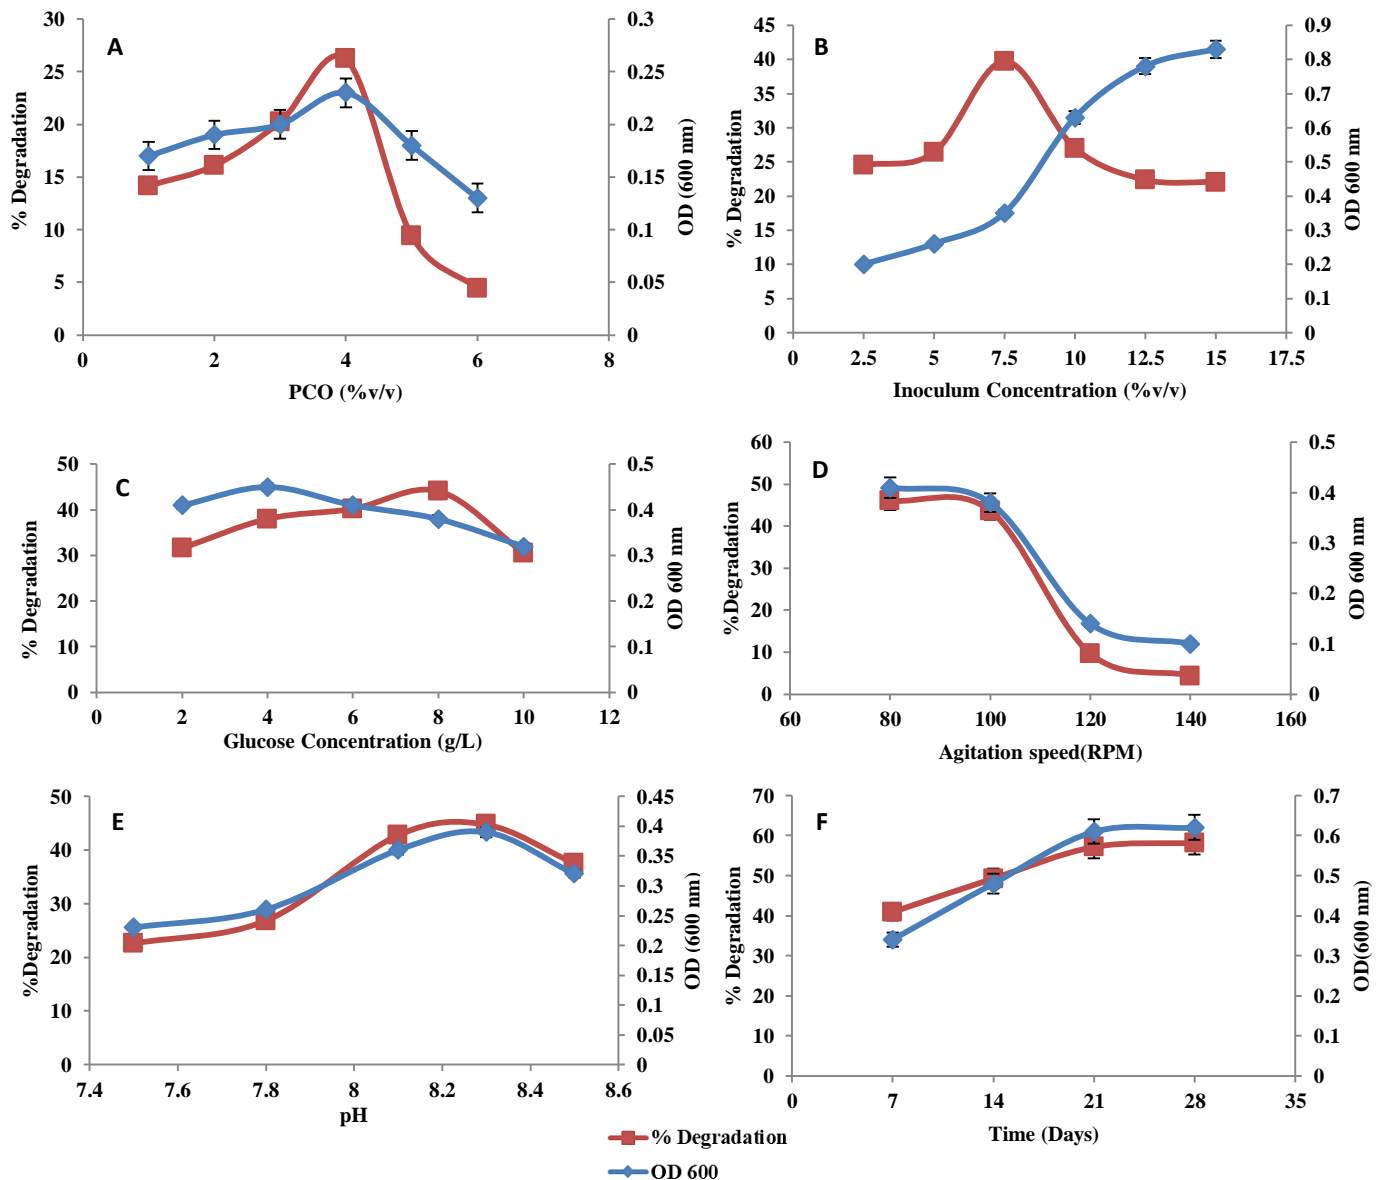 A
% Degradation
OD (600 nm)
30
25
20
15
10
5
0
0.3
0.25
0.2
0.15
0.1
0.05
0
0 2 4 6 8
PCO (%v/v)
B
% Degradation
OD 600 nm
45
40
35
30
25
20
15
10
5
0
0.9
0.8
0.7
0.6
0.5
0.4
0.3
0.2
0.1
0
0 2.5 5 7.5 10 12.5 15 17.5
Inoculum Concentration (%v/v)
C
% Degradation
OD 600 nm
50
40
30
20
10
0
0.5
0.4
0.3
0.2
0.1
0
0 2 4 6 8 10 12
Glucose Concentration (g/L)
D
%Degradation
OD 600 nm
60
50
40
30
20
10
0
0.5
0.4
0.3
0.2
0.1
0
60 80 100 120 140 160
Agitation speed(RPM)
E
%Degradation
OD (600 nm)
50
40
30
20
10
0
0.45
0.4
0.35
0.3
0.25
0.2
0.15
0.1
0.05
0
7.4 7.6 7.8 8 8.2 8.4 8.6
pH
F
% Degradation
OD(600 nm)
70
60
50
40
30
20
10
0
0.7
0.6
0.5
0.4
0.3
0.2
0.1
0
0 7 14 21 28 35
Time (Days)
% Degradation
OD 600